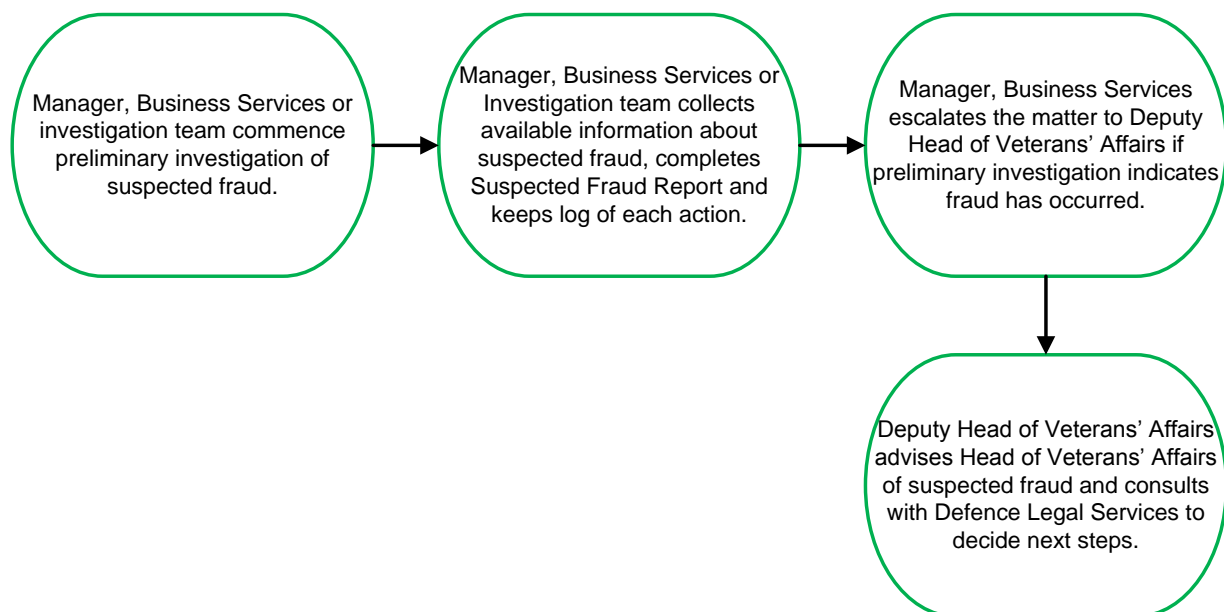 Manager, Business Services or
investigation team commence
preliminary investigation of
suspected fraud.
Manager, Business Services or
Investigation team collects
available information about
suspected fraud, completes
Suspected Fraud Report and
keeps log of each action.
Manager, Business Services
escalates the matter to Deputy
Head of Veterans’ Affairs if
preliminary investigation indicates
fraud has occurred.
Deputy Head of Veterans’ Affairs
advises Head of Veterans’ Affairs
of suspected fraud and consults
with Defence Legal Services to
decide next steps.